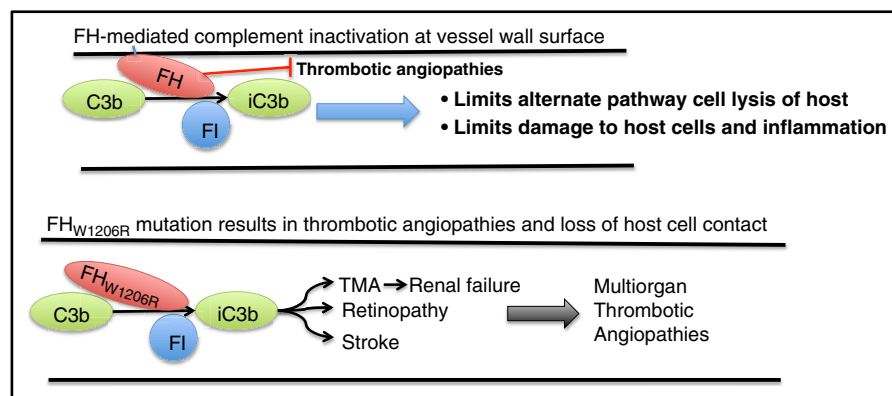 FH-mediated complement inactivation at vessel wall surface
FH
Thrombotic angiopathies
C3b
iC3b
FI
• Limits alternate pathway cell lysis of host
• Limits damage to host cells and inflammation
FHW1206R mutation results in thrombotic angiopathies and loss of host cell contact
FHW1206R
C3b
iC3b
FI
TMA
Renal failure
Retinopathy
Stroke
Multiorgan
Thrombotic
Angiopathies